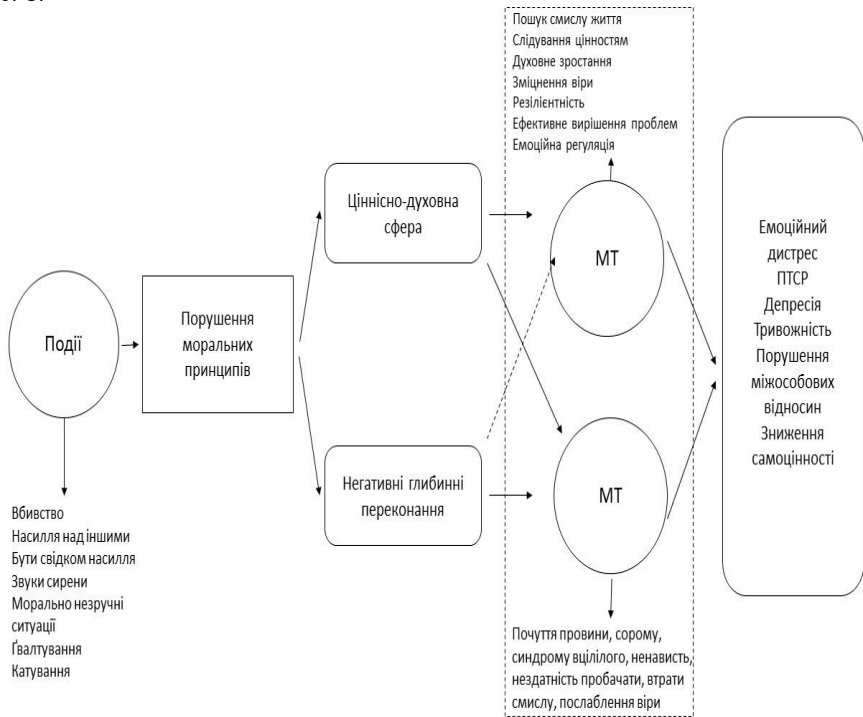 Пошук смислу життя
Слідування цінностям
Духовне зростання
Зміцнення віри
Резілієнтність
Ефективне вирішення проблем
Емоційна регуляція
Ціннісно-духовна
сфера
МТ
Події
Порушення
моральних
принципів
Емоційний
дистрес
ПТСР
Депресія
Тривожність
Порушення
міжособових
відносин
Зниження
самоцінності
Негативні глибинні
переконання
МТ
Вбивство
Насилля над іншими
Бути свідком насилля
Звуки сирени
Морально незручні
ситуації
Ґвалтування
Катування
Почуття провини, сорому,
синдрому вцілілого, ненависть,
нездатність пробачати, втрати
смислу, послаблення віри